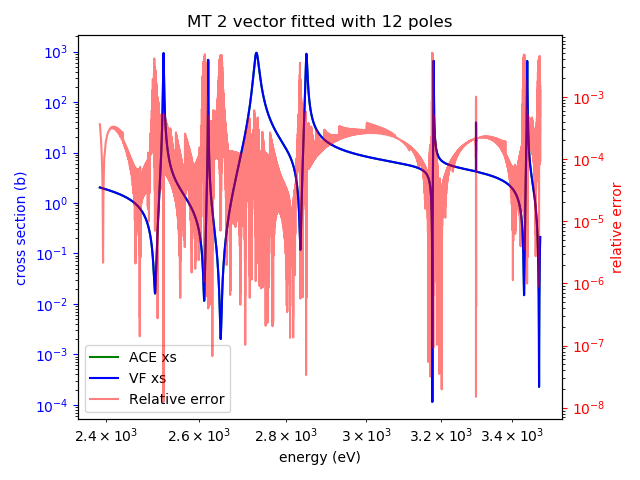 MT 2 vector fitted with 12 poles
cross section (b)
10³
10²
10¹
10⁰
10⁻¹
10⁻²
10⁻³
10⁻⁴
relative error
10⁻³
10⁻⁴
10⁻⁵
10⁻⁶
10⁻⁷
10⁻⁸
ACE xs
VF xs
Relative error
2.4 × 10³ 2.6 × 10³ 2.8 × 10³ 3 × 10³ 3.2 × 10³ 3.4 × 10³
energy (eV)